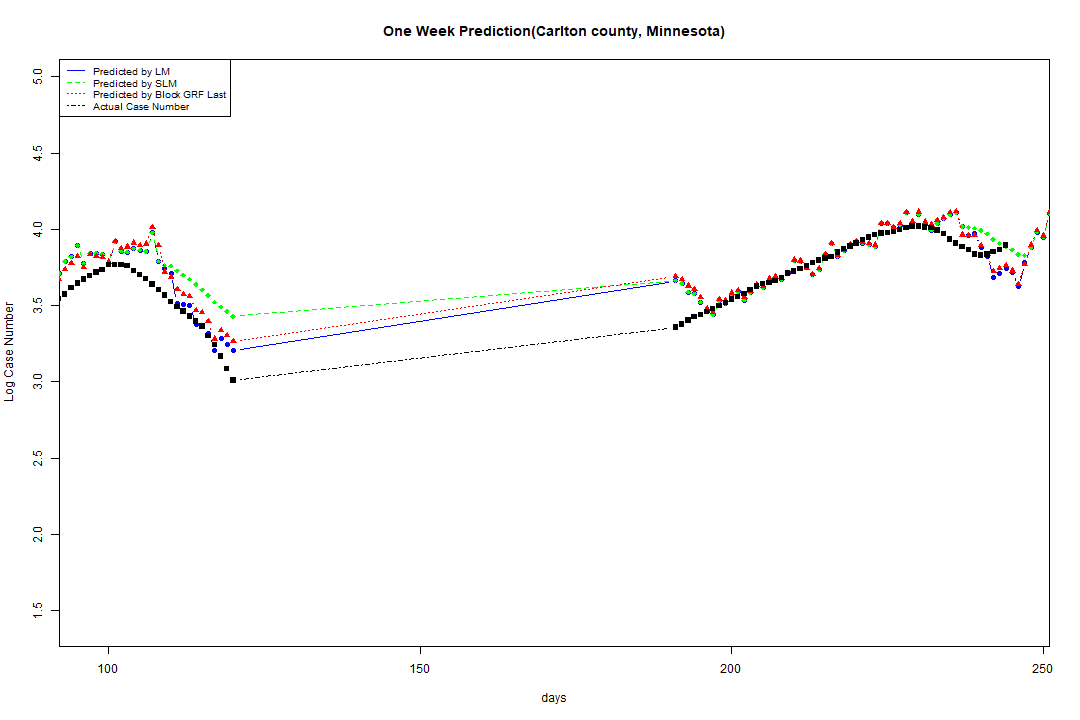 One Week Prediction(Carlton county, Minnesota)
Predicted by LM
Predicted by SLM
Predicted by Block GRF Last
Actual Case Number
Log Case Number
5.0
4.5
4.0
3.5
3.0
2.5
2.0
1.5
100
150
200
250
days